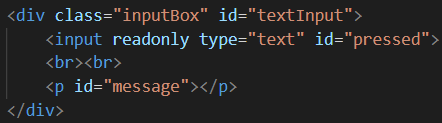 <div class="inputBox" id="textInput">
    <input readonly type="text" id="pressed">
    <br><br>
    <p id="message"></p>
</div>